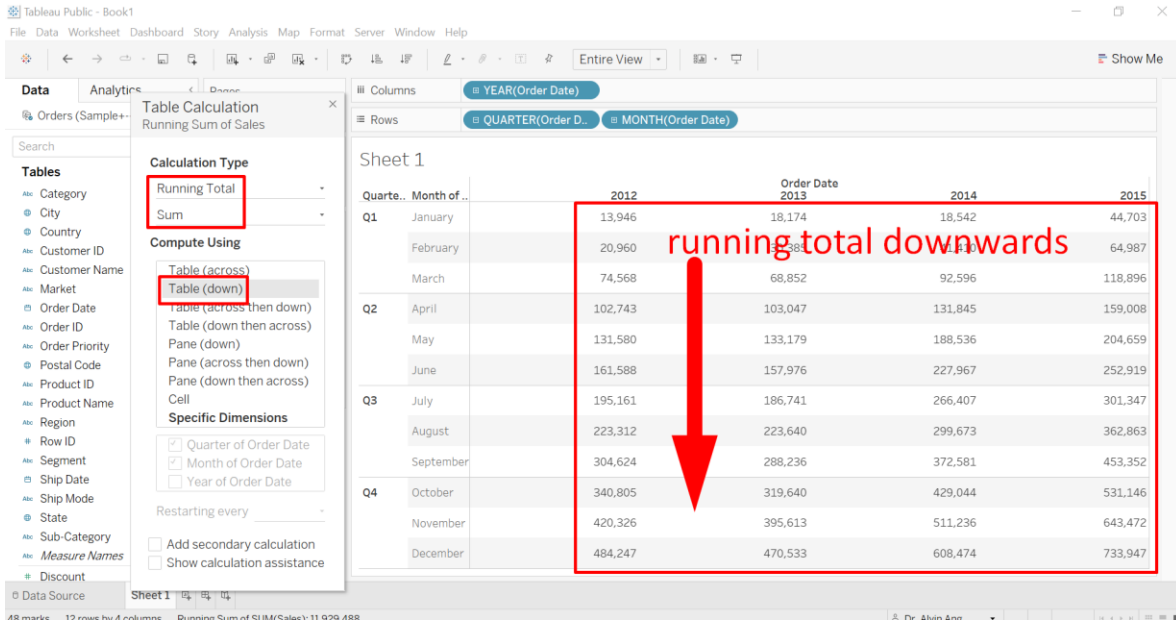 Tableau Public - Book1
File Data Worksheet Dashboard Story Analysis Map Format Server Window Help
Entire View
Show Me
Data Analytics
Pages
Orders (Sample+
Search
Tables
Abc Category
City
Country
Abc Customer ID
Abc Customer Name
Abc Market
Order Date
Abc Order ID
Abc Order Priority
Postal Code
Abc Product ID
Abc Product Name
Abc Region
# Row ID
Abc Segment
Ship Date
Abc Ship Mode
State
Abc Sub-Category
Abc Measure Names
# Discount
Table Calculation
Running Sum of Sales
Calculation Type
Running Total
Sum
Compute Using
Table (across)
Table (down)
Table (across then down)
Table (down then across)
Pane (down)
Pane (across then down)
Pane (down then across)
Cell
Specific Dimensions
Quarter of Order Date
Month of Order Date
Year of Order Date
Restarting every
Add secondary calculation
Show calculation assistance
Columns YEAR(Order Date)
Rows QUARTER(Order D.. MONTH(Order Date)
Sheet 1
Order Date
Quarte.. Month of .. 2012 2013 2014 2015
Q1 January 13,946 18,174 18,542 44,703
running total downwards
February 20,960 64,987
March 74,568 68,852 92,596 118,896
Q2 April 102,743 103,047 131,845 159,008
May 131,580 133,179 188,536 204,659
June 161,588 157,976 227,967 252,919
Q3 July 195,161 186,741 266,407 301,347
August 223,312 223,640 299,673 362,863
September 304,624 288,236 372,581 453,352
Q4 October 340,805 319,640 429,044 531,146
November 420,326 395,613 511,236 643,472
December 484,247 470,533 608,474 733,947
Data Source Sheet 1
48 marks 12 rows by 4 columns Running Sum of SUM(Sales): 11,929,488
Dr. Alvin Ang